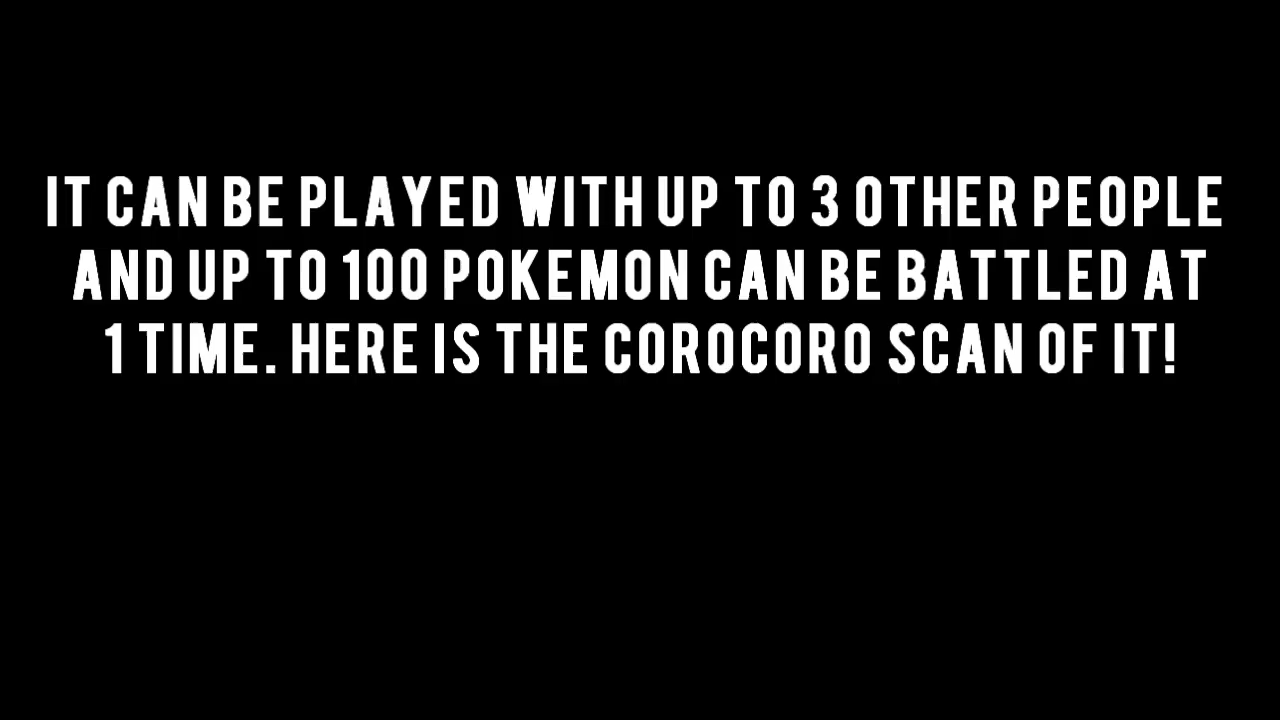 IT CAN BE PLAYED WITH UP TO 3 OTHER PEOPLE
AND UP TO 100 POKEMON CAN BE BATTLED AT
1 TIME. HERE IS THE COROCORO SCAN OF IT!